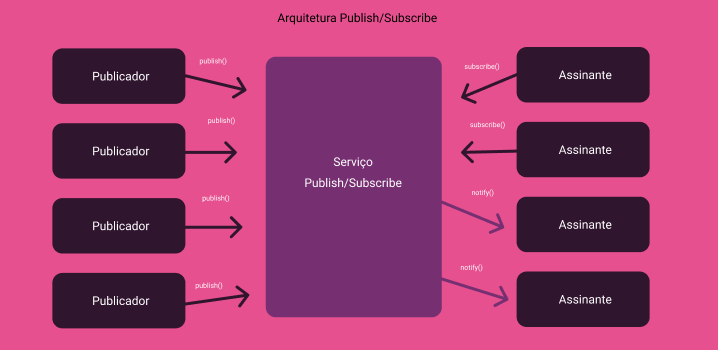 Arquitetura Publish/Subscribe
Publicador
publish()
Publicador
publish()
Publicador
publish()
Publicador
publish()
Serviço
Publish/Subscribe
subscribe()
Assinante
subscribe()
Assinante
notify()
Assinante
notify()
Assinante